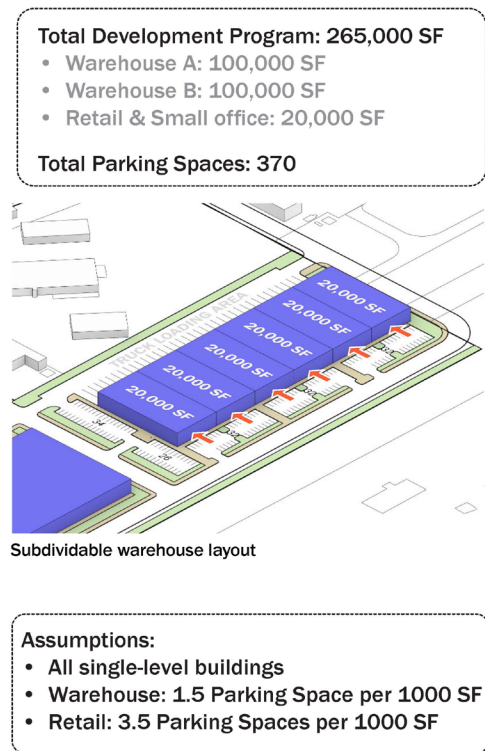 Total Development Program: 265,000 SF
• Warehouse A: 100,000 SF
• Warehouse B: 100,000 SF
• Retail & Small office: 20,000 SF
Total Parking Spaces: 370
TRUCK LOADING AREA
20,000 SF
20,000 SF
20,000 SF
20,000 SF
20,000 SF
20,000 SF
34
26
Subdividable warehouse layout
Assumptions:
• All single-level buildings
• Warehouse: 1.5 Parking Space per 1000 SF
• Retail: 3.5 Parking Spaces per 1000 SF